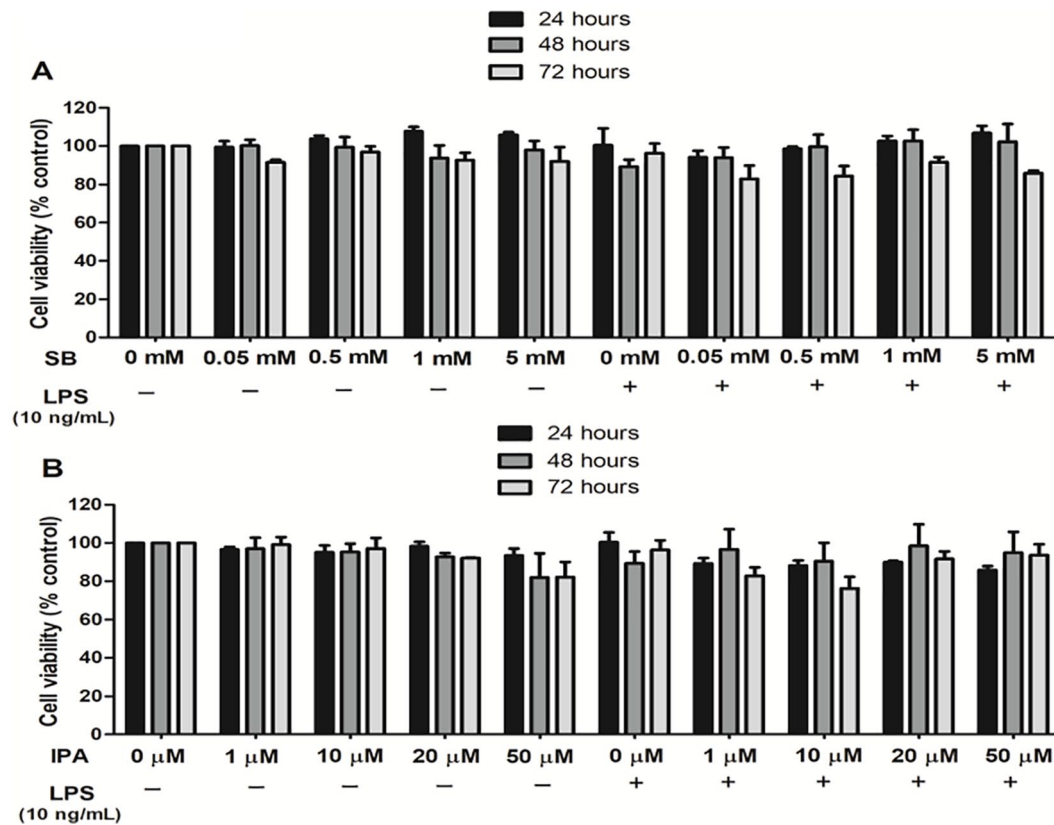 24 hours
48 hours
72 hours
A
Cell viability (% control)
120
100
80
60
40
20
0
SB 0 mM 0.05 mM 0.5 mM 1 mM 5 mM 0 mM 0.05 mM 0.5 mM 1 mM 5 mM
LPS − − − − − + + + + +
(10 ng/mL)
24 hours
48 hours
72 hours
B
Cell viability (% control)
120
100
80
60
40
20
0
IPA 0 μM 1 μM 10 μM 20 μM 50 μM 0 μM 1 μM 10 μM 20 μM 50 μM
LPS − − − − − + + + + +
(10 ng/mL)